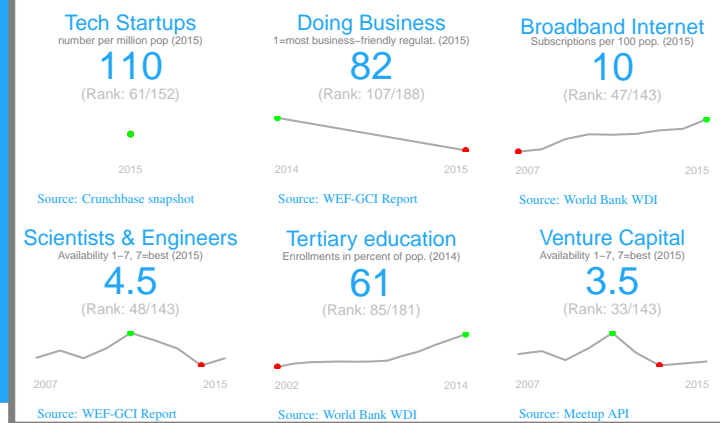 Tech Startups
number per million pop (2015)
110
(Rank: 61/152)
2015
Source: Crunchbase snapshot
Doing Business
1=most business−friendly regulat. (2015)
82
(Rank: 107/188)
2014 2015
Source: WEF-GCI Report
Broadband Internet
Subscriptions per 100 pop. (2015)
10
(Rank: 47/143)
2007 2015
Source: World Bank WDI
Scientists & Engineers
Availability 1−7, 7=best (2015)
4.5
(Rank: 48/143)
2007 2015
Source: WEF-GCI Report
Tertiary education
Enrollments in percent of pop. (2014)
61
(Rank: 85/181)
2002 2014
Source: World Bank WDI
Venture Capital
Availability 1−7, 7=best (2015)
3.5
(Rank: 33/143)
2007 2015
Source: Meetup API